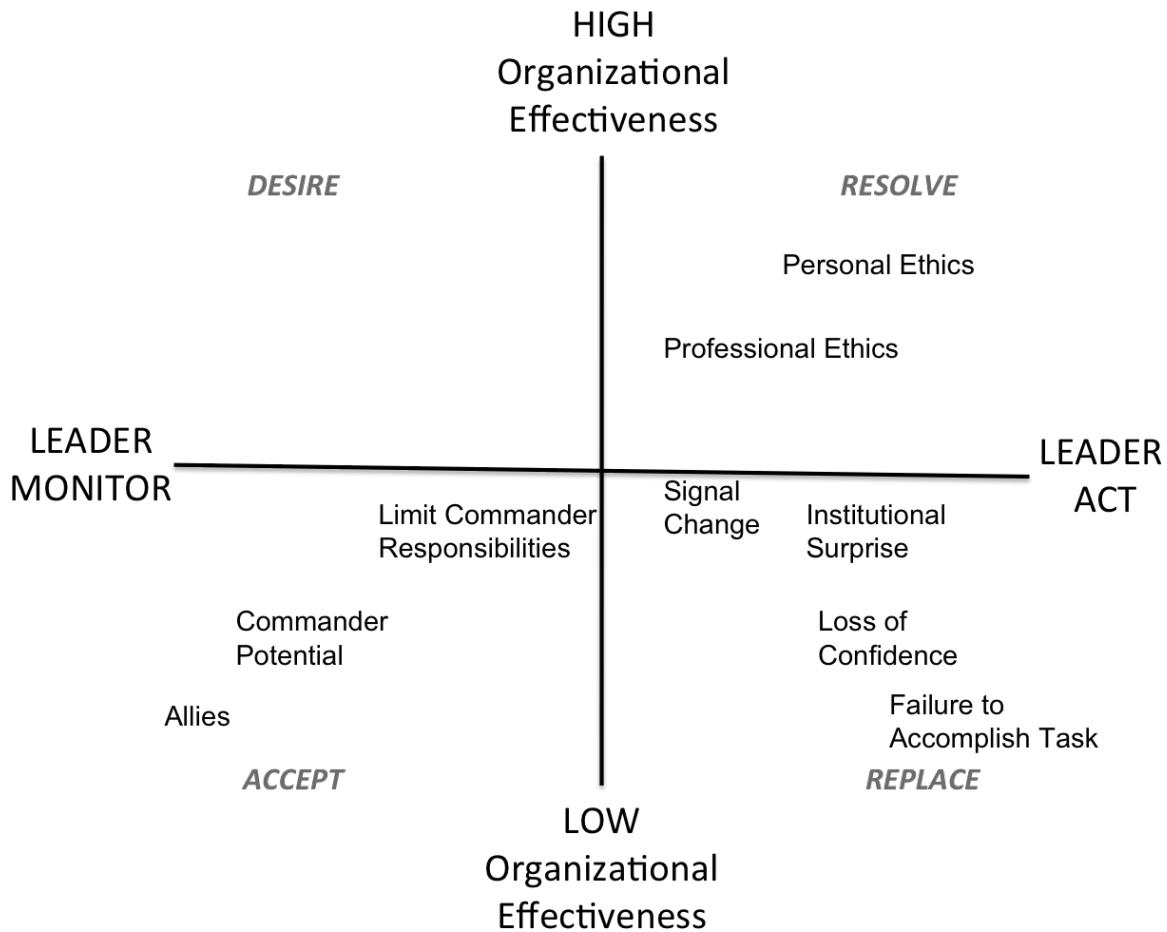 HIGH
Organizational
Effectiveness
DESIRE
RESOLVE
Personal Ethics
Professional Ethics
LEADER
MONITOR
LEADER
ACT
Signal
Change
Limit Commander
Responsibilities
Institutional
Surprise
Commander
Potential
Loss of
Confidence
Allies
Failure to
Accomplish Task
ACCEPT
REPLACE
LOW
Organizational
Effectiveness